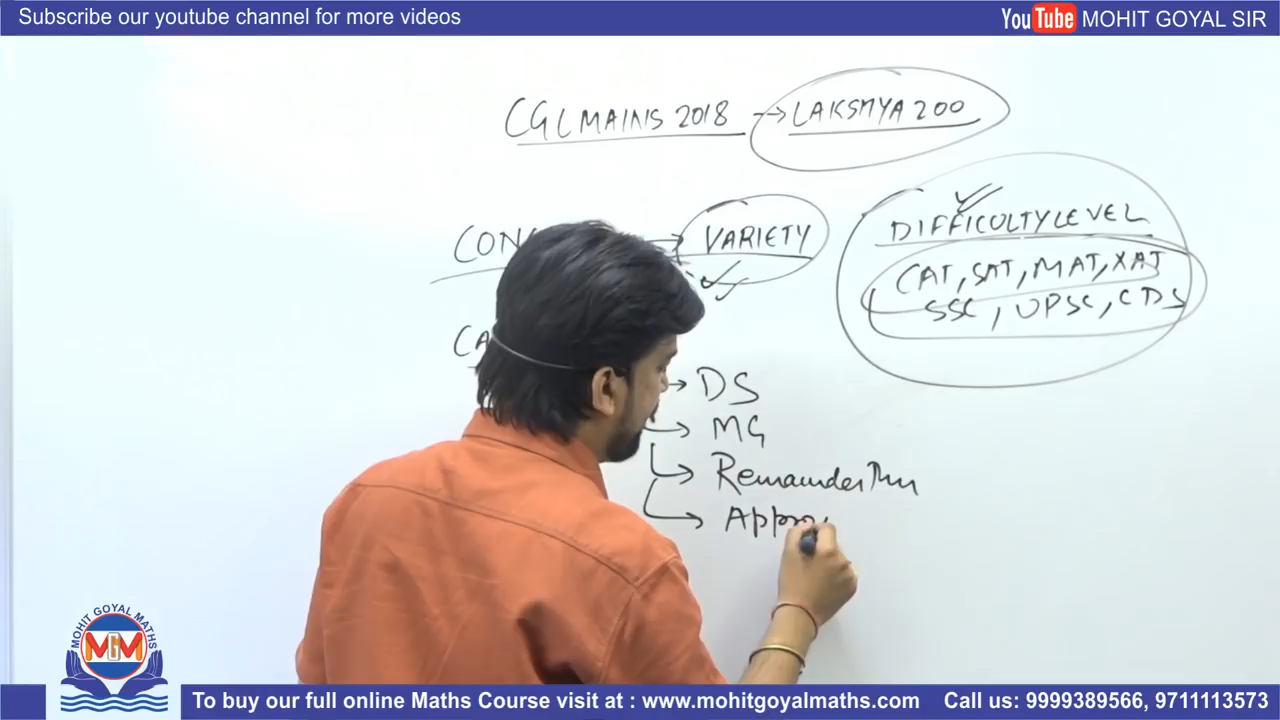 Subscribe our youtube channel for more videos
YouTube MOHIT GOYAL SIR
CGL MAINS 2018 → LAKSHYA 200
VARIETY
DIFFICULTY LEVEL
CAT, SAT, MAT, XAT
SSC, UPSC, CDS
→ DS
→ MG
→ Remainder Thm
→ Appro
MOHIT GOYAL MATHS
MGM
To buy our full online Maths Course visit at : www.mohitgoyalmaths.com Call us: 9999389566, 9711113573